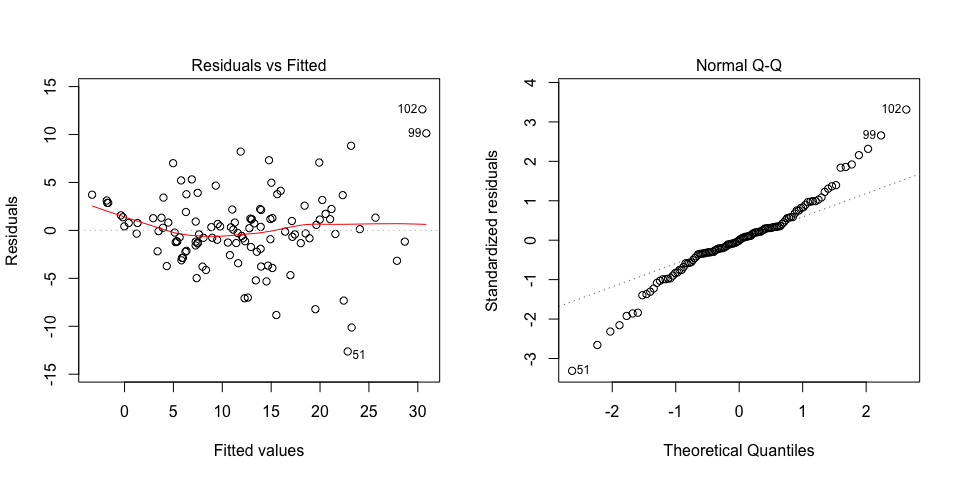 Residuals vs Fitted
Residuals
15
10
5
0
-5
-10
-15
102
99
51
0 5 10 15 20 25 30
Fitted values
Normal Q-Q
Standardized residuals
4
3
2
1
0
-1
-2
-3
102
99
51
-2 -1 0 1 2
Theoretical Quantiles